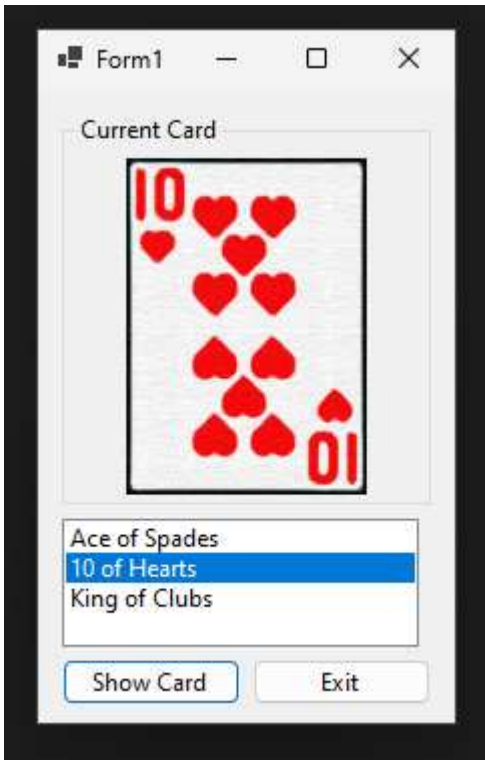 Form1
Current Card
10
10
Ace of Spades
10 of Hearts
King of Clubs
Show Card Exit